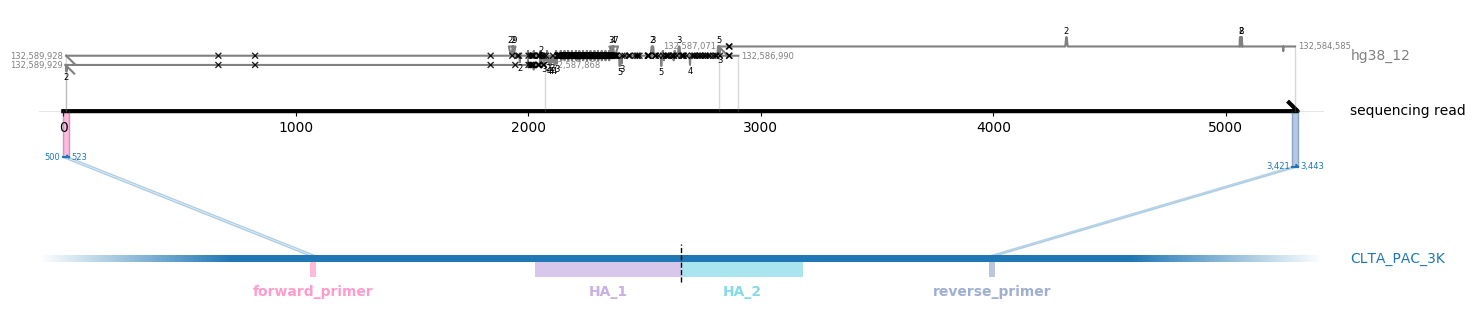 2
132,587,071
132,584,585
132,589,928
132,586,990
hg38_12
132,589,929
132,587,868
sequencing read
0 1000 2000 3000 4000 5000
500 523
3,421 3,443
CLTA_PAC_3K
forward_primer HA_1 HA_2 reverse_primer